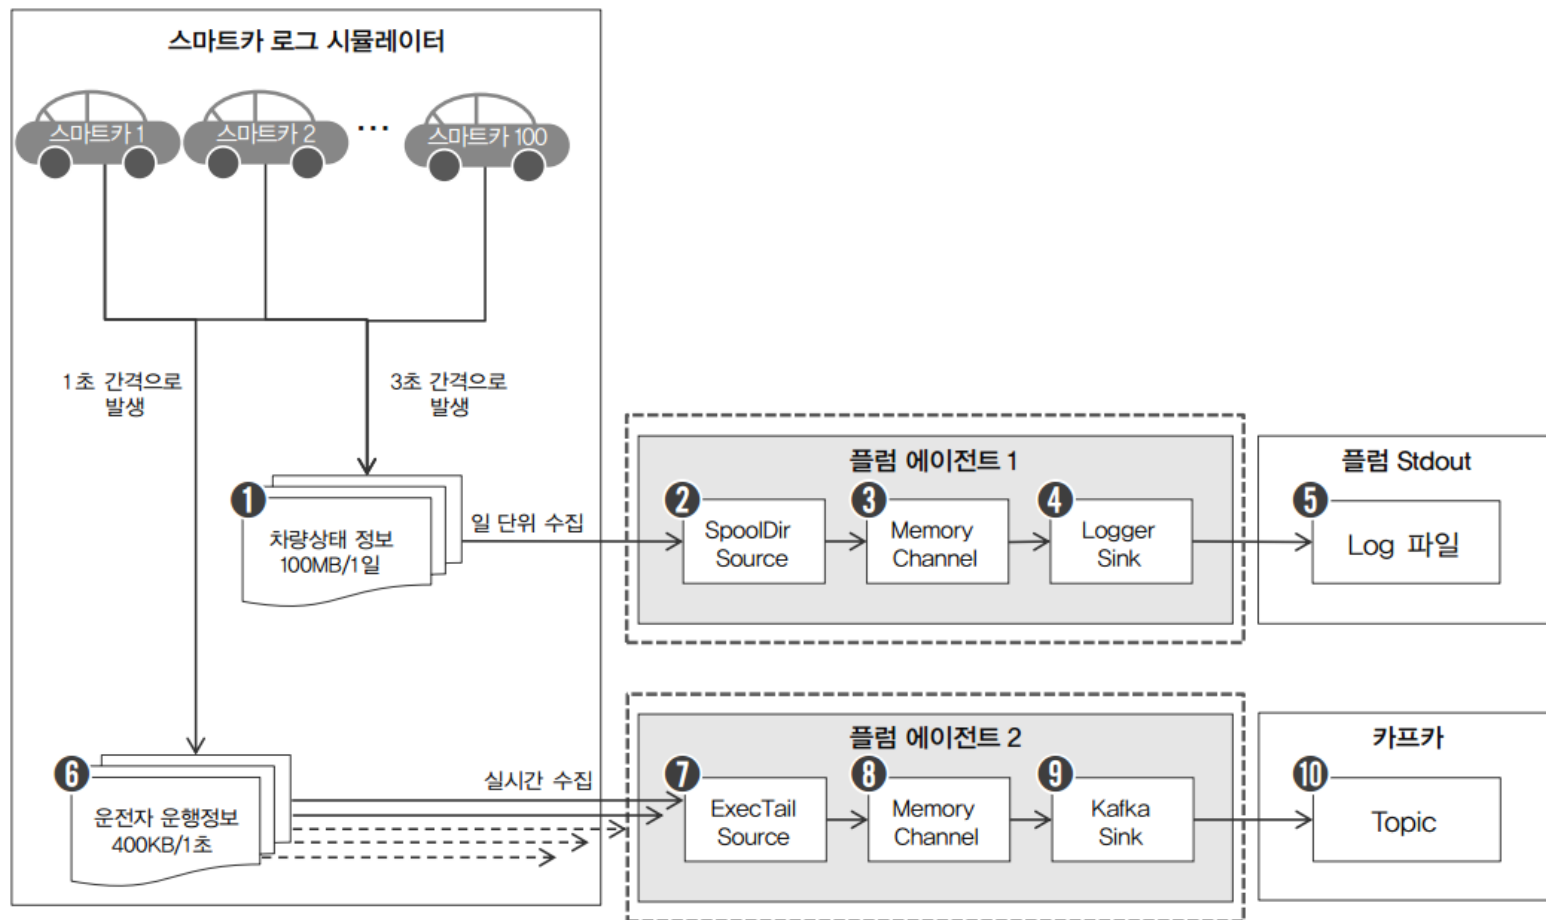 스마트카 로그 시뮬레이터
스마트카 1
스마트카 2
...
스마트카 100
1초 간격으로
발생
3초 간격으로
발생
1
차량상태 정보
100MB/1일
일 단위 수집
플럼 에이전트 1
2
SpoolDir
Source
3
Memory
Channel
4
Logger
Sink
플럼 Stdout
5
Log 파일
6
운전자 운행정보
400KB/1초
실시간 수집
플럼 에이전트 2
7
ExecTail
Source
8
Memory
Channel
9
Kafka
Sink
카프카
10
Topic